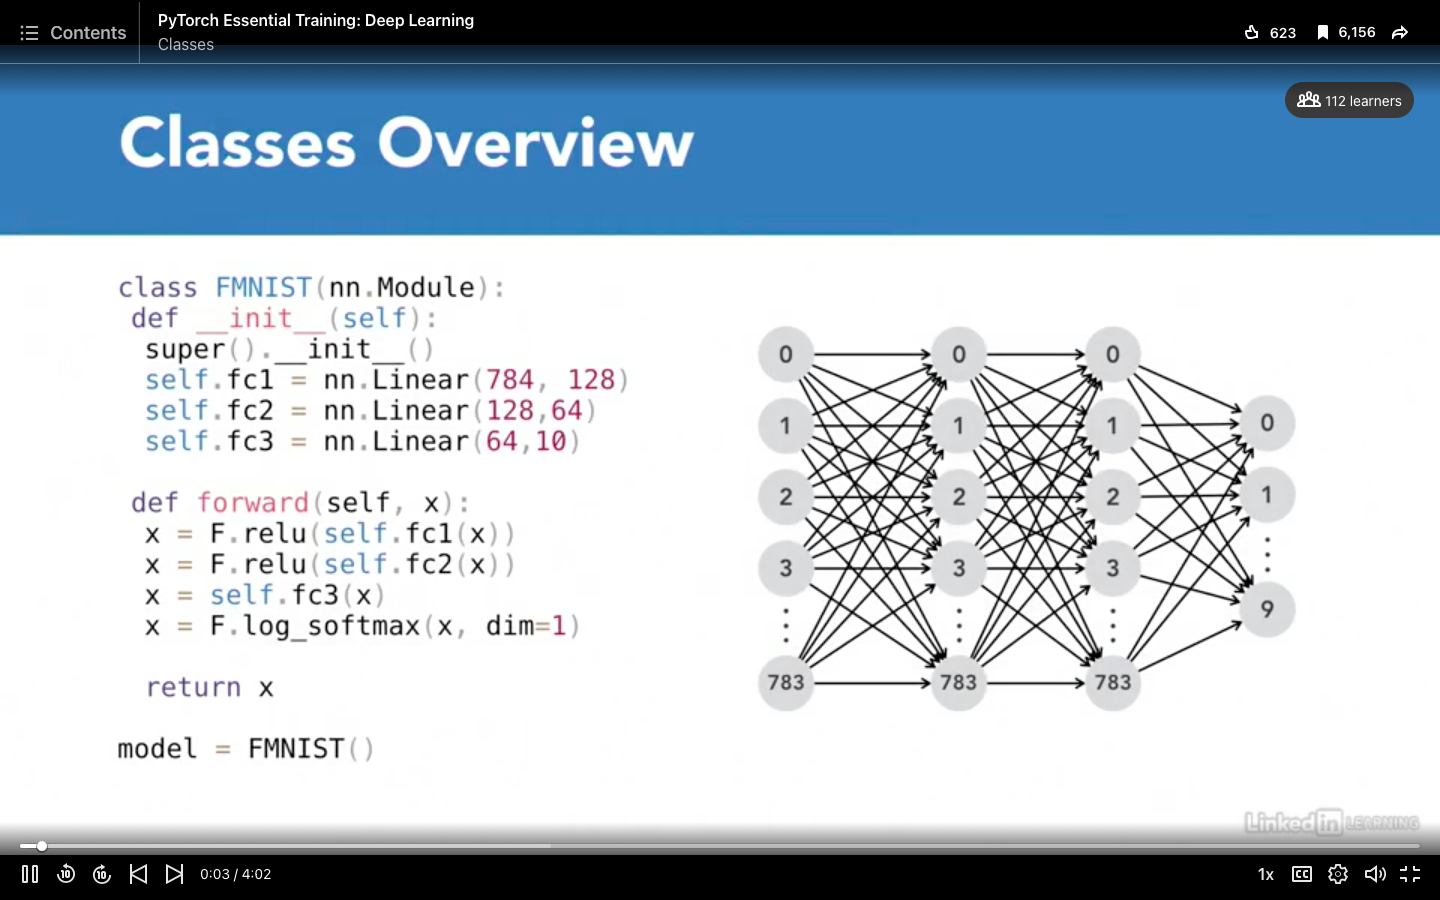 Contents
PyTorch Essential Training: Deep Learning
Classes
623
6,156
112 learners
Classes Overview
class FMNIST(nn.Module):
def __init__(self):
super().__init__()
self.fc1 = nn.Linear(784, 128)
self.fc2 = nn.Linear(128,64)
self.fc3 = nn.Linear(64,10)
def forward(self, x):
x = F.relu(self.fc1(x))
x = F.relu(self.fc2(x))
x = self.fc3(x)
x = F.log_softmax(x, dim=1)
return x
model = FMNIST()
0 0 0
0
1 1 1
1
2 2 2
3 3 3
9
783 783 783
LinkedIn LEARNING
10 10 0:03 / 4:02 1x CC